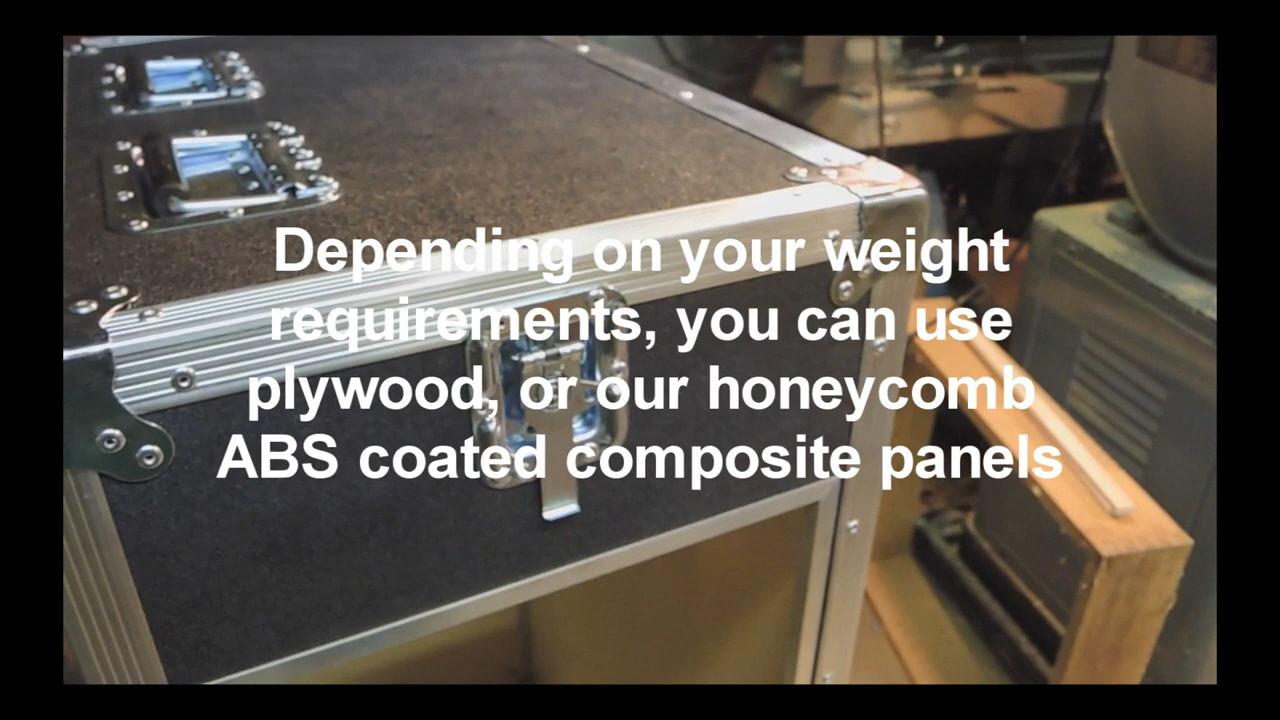 Depending on your weight
requirements, you can use
plywood, or our honeycomb
ABS coated composite panels